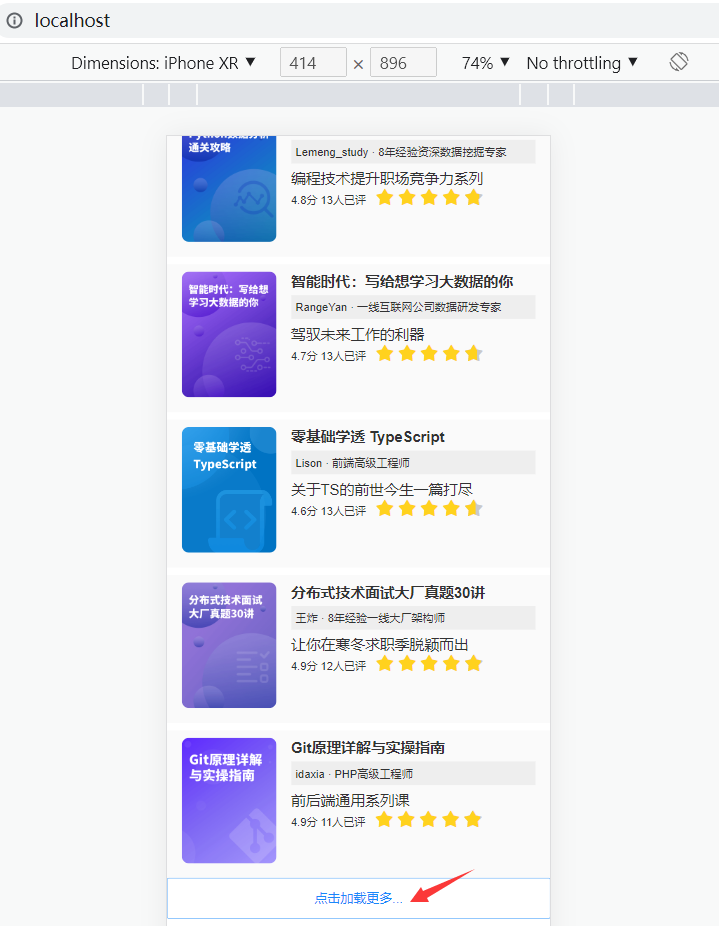 localhost
Dimensions: iPhone XR ▼ 414 × 896 74% ▼ No throttling ▼
通关攻略
Lemeng_study · 8年经验资深数据挖掘专家
编程技术提升职场竞争力系列
4.8分 13人已评
智能时代：写给想
学习大数据的你
智能时代：写给想学习大数据的你
RangeYan · 一线互联网公司数据研发专家
驾驭未来工作的利器
4.7分 13人已评
零基础学透
TypeScript
零基础学透 TypeScript
Lison · 前端高级工程师
关于TS的前世今生一篇打尽
4.6分 13人已评
分布式技术面试
大厂真题30讲
分布式技术面试大厂真题30讲
王炸 · 8年经验一线大厂架构师
让你在寒冬求职季脱颖而出
4.9分 12人已评
Git原理详解
与实操指南
Git原理详解与实操指南
idaxia · PHP高级工程师
前后端通用系列课
4.9分 11人已评
点击加载更多...